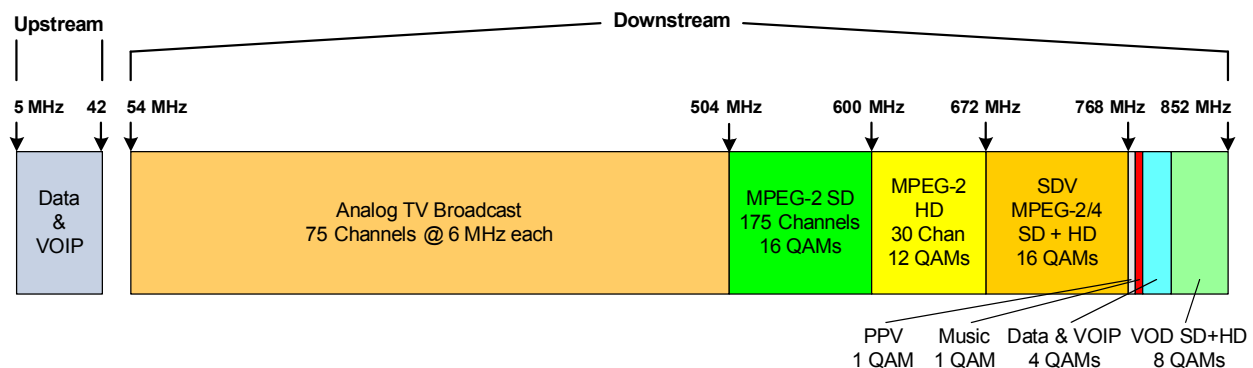 Upstream
Downstream
5 MHz
42
54 MHz
504 MHz
600 MHz
672 MHz
768 MHz
852 MHz
Data
&
VOIP
Analog TV Broadcast
75 Channels @ 6 MHz each
MPEG-2 SD
175 Channels
16 QAMs
MPEG-2
HD
30 Chan
12 QAMs
SDV
MPEG-2/4
SD + HD
16 QAMs
PPV
1 QAM
Music
1 QAM
Data & VOIP
4 QAMs
VOD SD+HD
8 QAMs